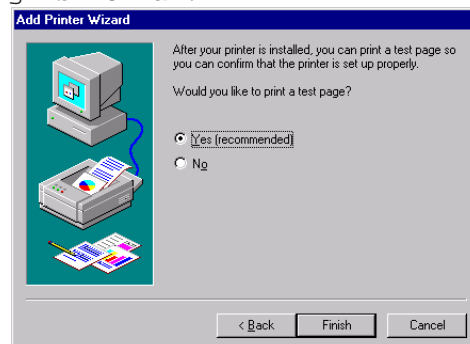 Add Printer Wizard
After your printer is installed, you can print a test page so
you can confirm that the printer is set up properly.
Would you like to print a test page?
Yes (recommended)
No
< Back Finish Cancel